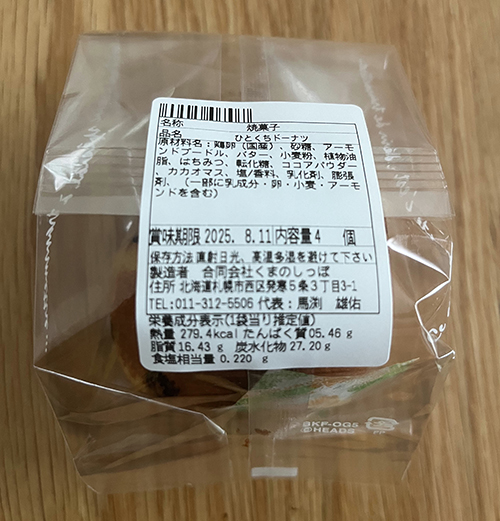 名称 焼菓子
品名 ひとくちドーナツ
原材料名：鶏卵（国産）、砂糖、アーモ
ンドプードル、バター、小麦粉、植物油
脂、はちみつ、転化糖、ココアパウダー
、カカオマス、塩/香料、乳化剤、膨張
剤、（一部に乳成分・卵・小麦・アーモ
ンドを含む）
賞味期限 2025. 8.11 内容量4 個
保存方法 直射日光、高温多湿を避けて下さい
製造者 合同会社くまのしっぽ
住所 北海道札幌市西区発寒５条３丁目3-1
TEL:011-312-5506 代表：馬渕 雄佑
栄養成分表示(1袋当り推定値)
熱量 279.4kcal たんぱく質05.46 g
脂質16.43 g 炭水化物27.20 g
食塩相当量 0.220 g
BKF-OG5
©HEADS